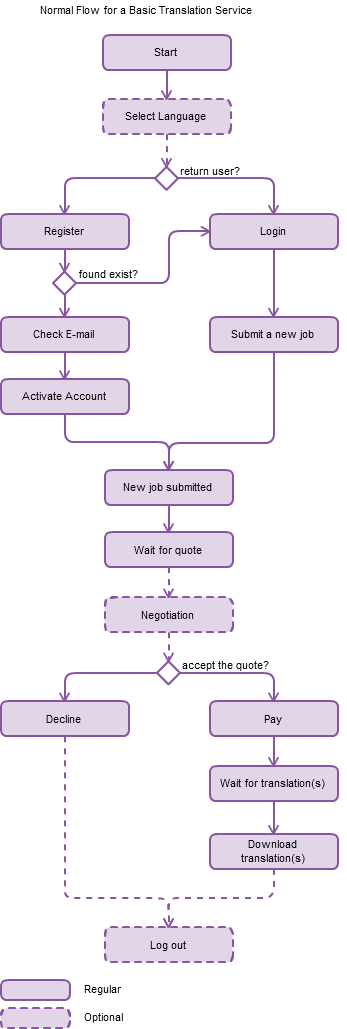 Normal Flow for a Basic Translation Service
Start
Select Language
return user?
Register
Login
found exist?
Check E-mail
Submit a new job
Activate Account
New job submitted
Wait for quote
Negotiation
accept the quote?
Decline
Pay
Wait for translation(s)
Download
translation(s)
Log out
Regular
Optional